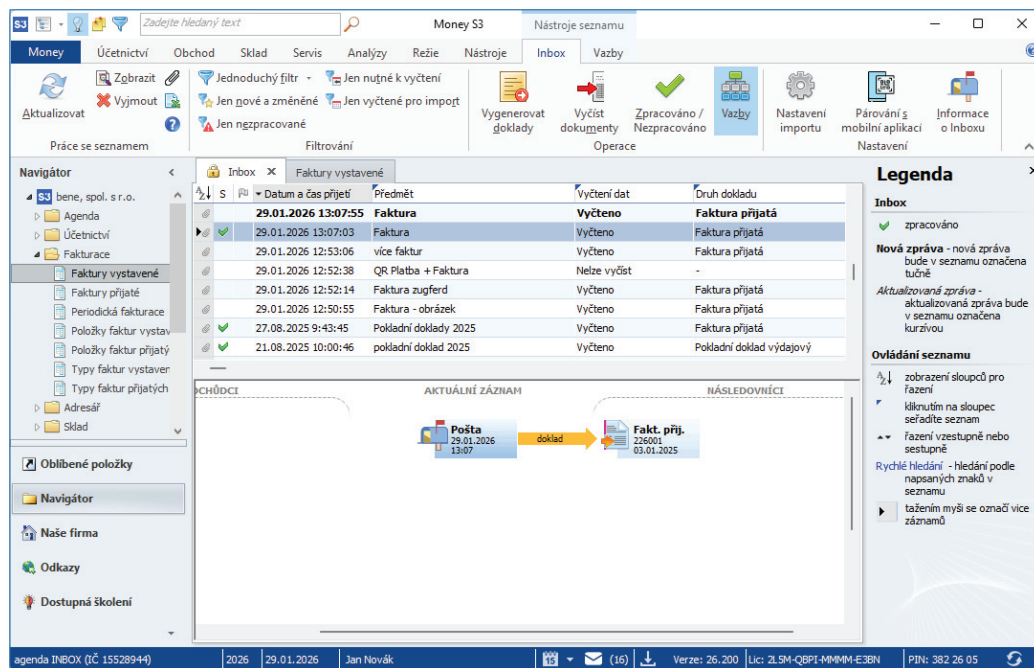 S3 Zadejte hledaný text Money S3 Nástroje seznamu
Money Účetnictví Obchod Sklad Servis Analýzy Režie Nástroje Inbox Vazby
Aktualizovat
Zobrazit
Vyjmout
Práce se seznamem
Jednoduchý filtr Jen nutné k vyčtení
Jen nové a změněné Jen vyčtené pro import
Jen nezpracované
Filtrování
Vygenerovat doklady
Vyčíst dokumenty
Zpracováno / Nezpracováno
Vazby
Operace
Nastavení importu
Párování s mobilní aplikací
Informace o Inboxu
Nastavení
Navigátor
S3 bene, spol. s r.o.
Agenda
Účetnictví
Fakturace
Faktury vystavené
Faktury přijaté
Periodická fakturace
Položky faktur vystav
Položky faktur přijatý
Typy faktur vystaven
Typy faktur přijatých
Adresář
Sklad
Oblíbené položky
Navigátor
Naše firma
Odkazy
Dostupná školení
Inbox Faktury vystavené
S Datum a čas přijetí Předmět Vyčtení dat Druh dokladu
29.01.2026 13:07:55 Faktura Vyčteno Faktura přijatá
29.01.2026 13:07:03 Faktura Vyčteno Faktura přijatá
29.01.2026 12:53:06 více faktur Vyčteno Faktura přijatá
29.01.2026 12:52:38 QR Platba + Faktura Nelze vyčíst -
29.01.2026 12:52:14 Faktura zugferd Vyčteno Faktura přijatá
29.01.2026 12:50:55 Faktura - obrázek Vyčteno Faktura přijatá
27.08.2025 9:43:45 Pokladní doklady 2025 Vyčteno Faktura přijatá
21.08.2025 10:00:46 pokladní doklad 2025 Vyčteno Pokladní doklad výdajový
OCHŮDCI AKTUÁLNÍ ZÁZNAM NÁSLEDOVNÍCI
Pošta
29.01.2026
13:07
doklad
Fakt. přij.
226001
03.01.2025
Legenda
Inbox
zpracováno
Nová zpráva - nová zpráva
bude v seznamu označena
tučně
Aktualizovaná zpráva -
aktualizovaná zpráva bude
v seznamu označena
kurzívou
Ovládání seznamu
zobrazení sloupců pro
řazení
kliknutím na sloupec
seřadíte seznam
řazení vzestupně nebo
sestupně
Rychlé hledání - hledání podle
napsaných znaků v
seznamu
tažením myši se označí vice
záznamů
agenda INBOX (IČ 15528944) 2026 29.01.2026 Jan Novák 15 (16) Verze: 26.200 Lic: 2L5M-QBPI-MMMM-E3BN PIN: 382 26 05